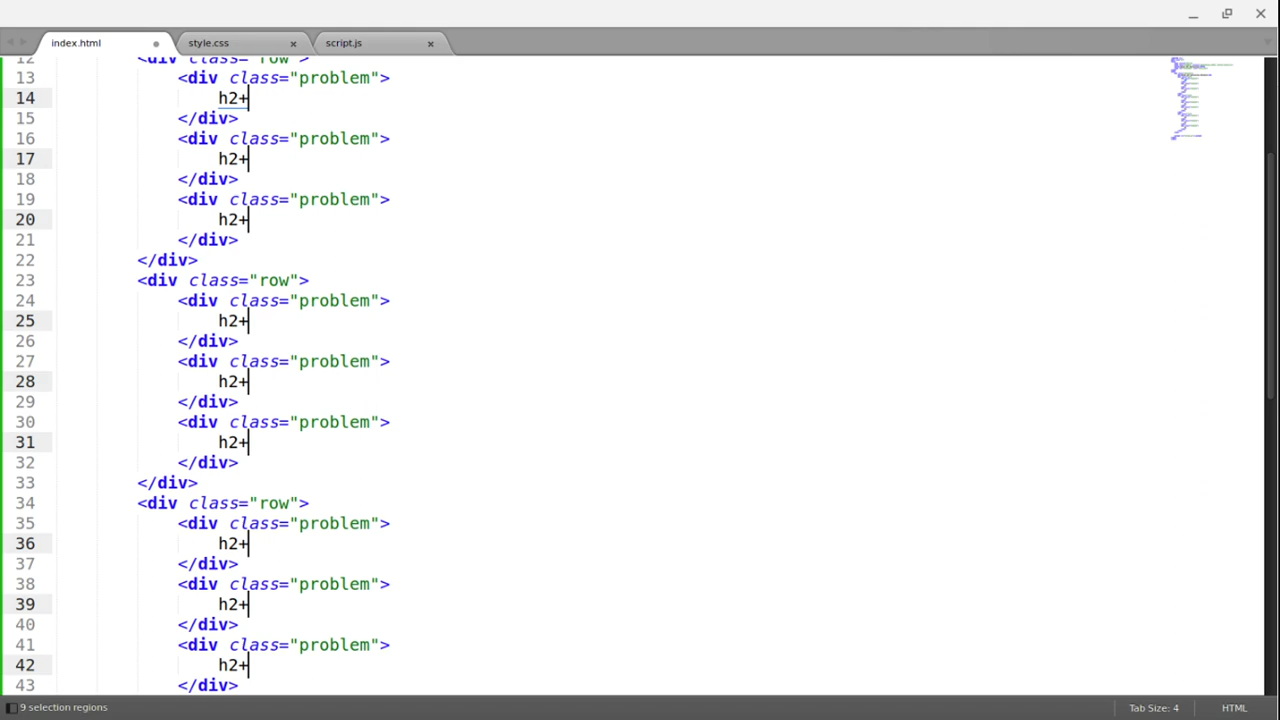 index.html
style.css
script.js
12 <div class="row">
13 <div class="problem">
14 h2+
15 </div>
16 <div class="problem">
17 h2+
18 </div>
19 <div class="problem">
20 h2+
21 </div>
22 </div>
23 <div class="row">
24 <div class="problem">
25 h2+
26 </div>
27 <div class="problem">
28 h2+
29 </div>
30 <div class="problem">
31 h2+
32 </div>
33 </div>
34 <div class="row">
35 <div class="problem">
36 h2+
37 </div>
38 <div class="problem">
39 h2+
40 </div>
41 <div class="problem">
42 h2+
43 </div>
9 selection regions
Tab Size: 4
HTML